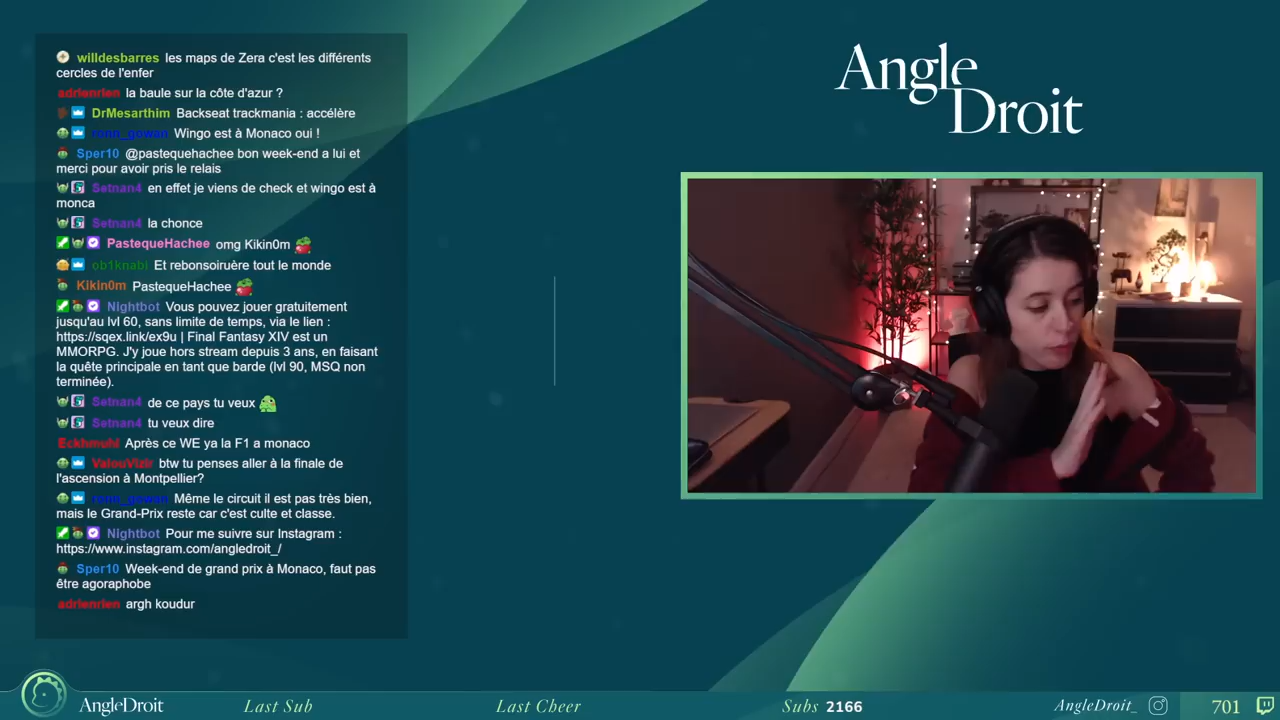 willdesbarres les maps de Zera c'est les différents
cercles de l'enfer
adrienrien la baule sur la côte d'azur ?
DrMesarthim Backseat trackmania : accélère
Wingo est à Monaco oui !
Sper10 @pastequehachee bon week-end a lui et
merci pour avoir pris le relais
Setnan4 en effet je viens de check et wingo est à
monca
Setnan4 la chonce
PastequeHachee omg Kikin0m
ob1knabi Et rebonsoiruère tout le monde
Kikin0m PastequeHachee
Nightbot Vous pouvez jouer gratuitement
jusqu'au lvl 60, sans limite de temps, via le lien :
https://sqex.link/ex9u | Final Fantasy XIV est un
MMORPG. J'y joue hors stream depuis 3 ans, en faisant
la quête principale en tant que barde (lvl 90, MSQ non
terminée).
Setnan4 de ce pays tu veux
Setnan4 tu veux dire
Eckhmuhl Après ce WE ya la F1 a monaco
ValouVizir btw tu penses aller à la finale de
l'ascension à Montpellier?
Même le circuit il est pas très bien,
mais le Grand-Prix reste car c'est culte et classe.
Nightbot Pour me suivre sur Instagram :
https://www.instagram.com/angledroit_/
Sper10 Week-end de grand prix à Monaco, faut pas
être agoraphobe
adrienrien argh koudur
Angle
Droit
AngleDroit
Last Sub
Last Cheer
Subs 2166
AngleDroit_
701